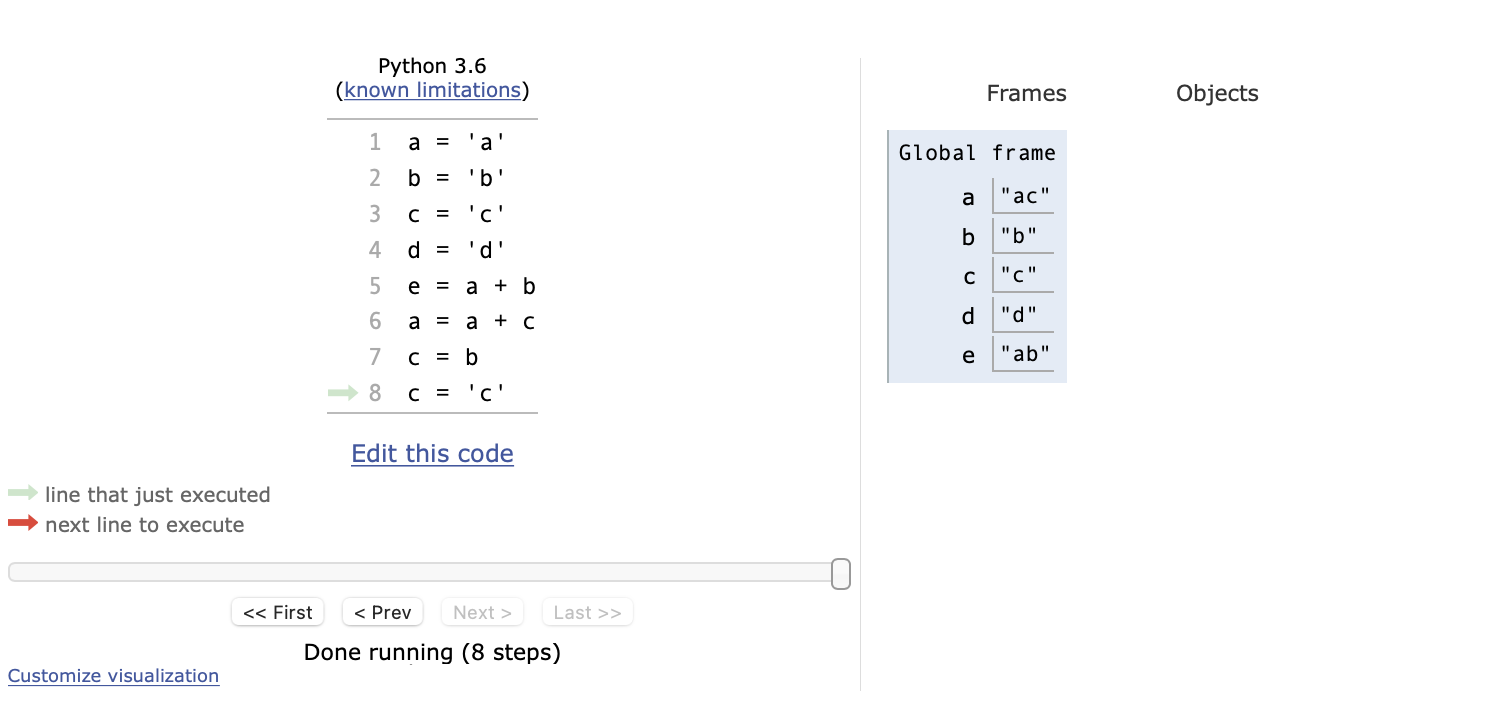 Python 3.6
(known limitations)
1 a = 'a'
2 b = 'b'
3 c = 'c'
4 d = 'd'
5 e = a + b
6 a = a + c
7 c = b
8 c = 'c'
Edit this code
line that just executed
next line to execute
<< First < Prev Next > Last >>
Done running (8 steps)
Customize visualization
Frames Objects
Global frame
a "ac"
b "b"
c "c"
d "d"
e "ab"